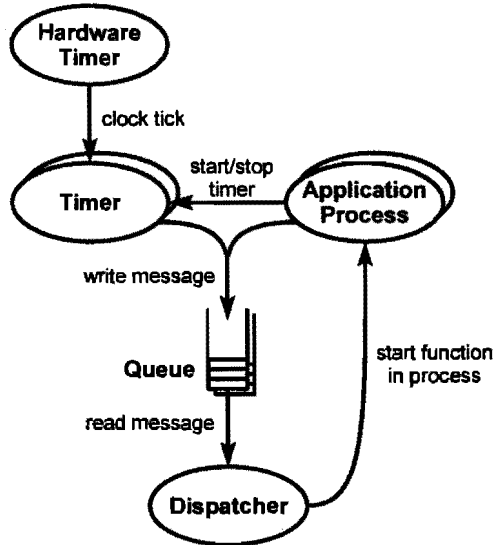 Hardware
Timer
clock tick
start/stop
timer
Timer
Application
Process
write message
Queue
start function
in process
read message
Dispatcher